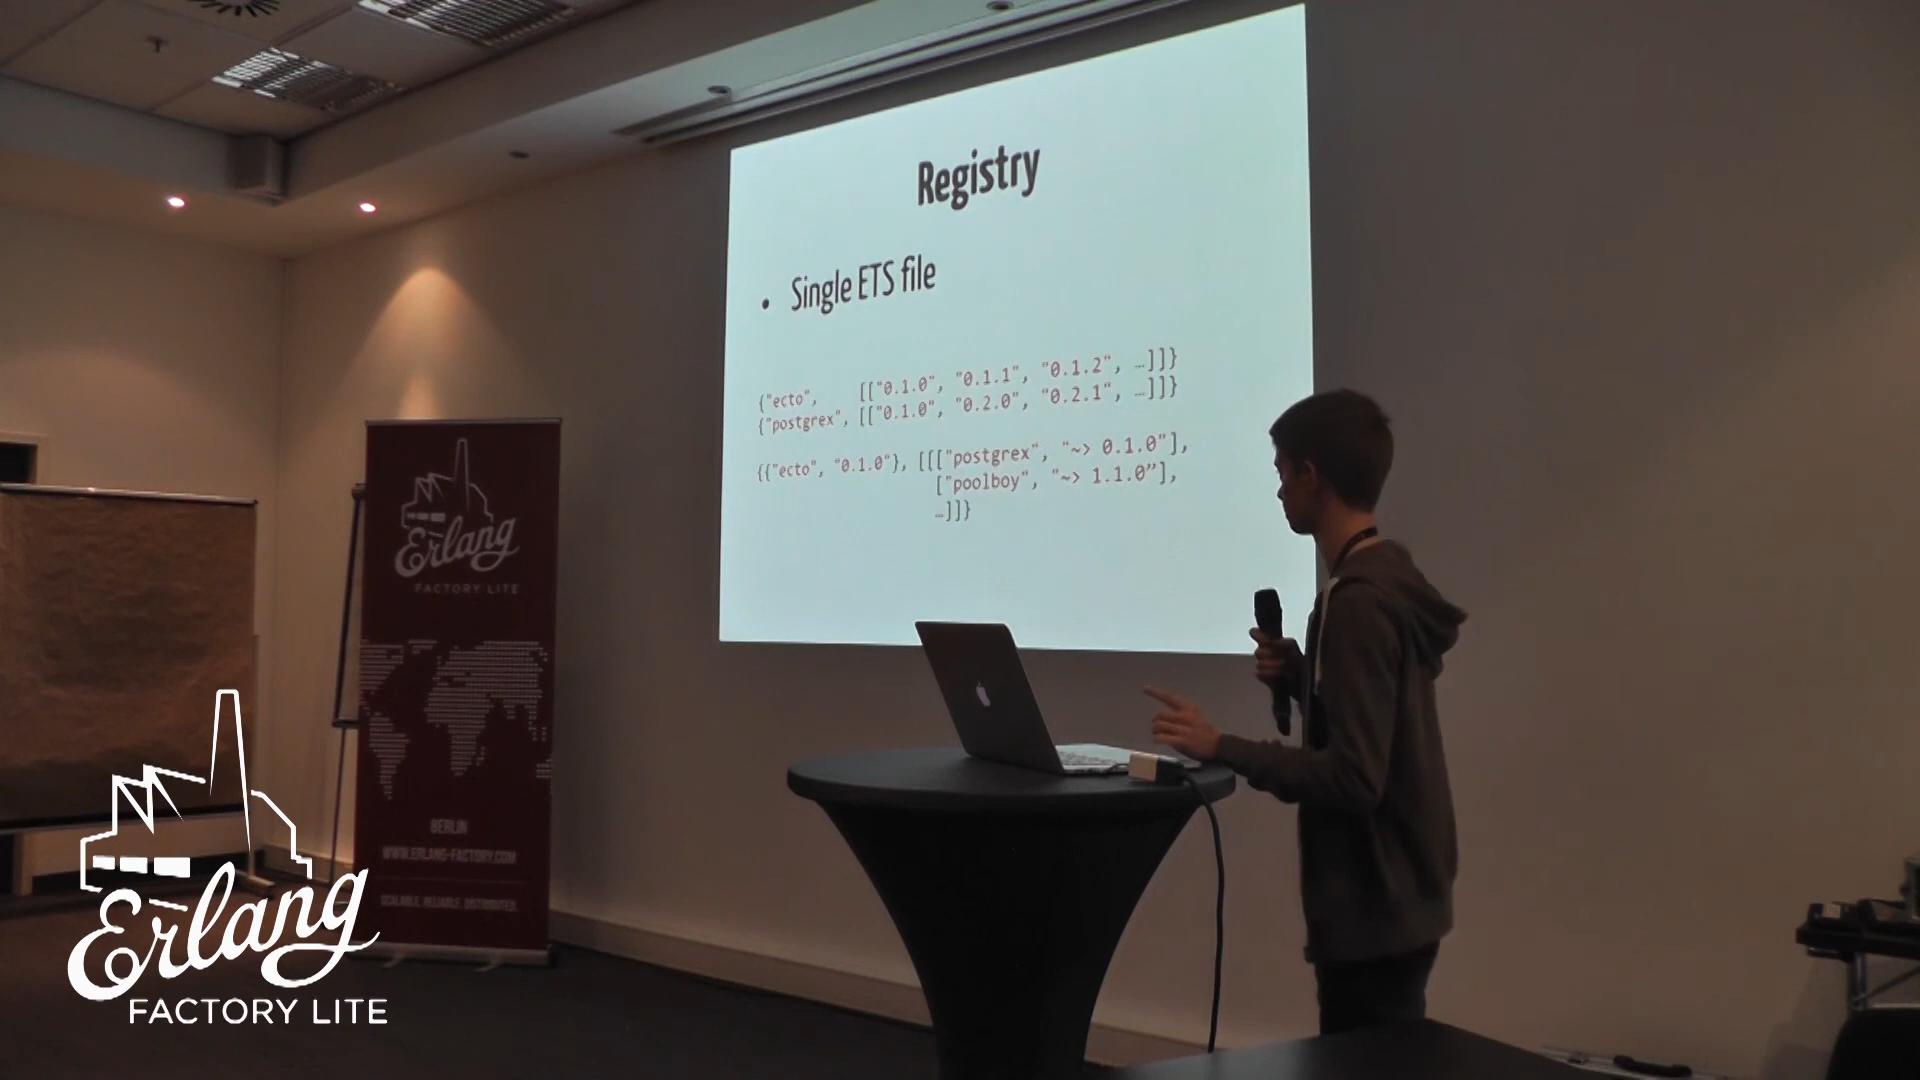 Registry
• Single ETS file
{"ecto", [["0.1.0", "0.1.1", "0.1.2", …]]}
{"postgrex", [["0.1.0", "0.2.0", "0.2.1", …]]}
{{"ecto", "0.1.0"}, [[["postgrex", "~> 0.1.0"],
["poolboy", "~> 1.1.0”],
…]]}
Erlang
FACTORY LITE
BERLIN
WWW.ERLANG-FACTORY.COM
SCALABLE. RELIABLE. DISTRIBUTED.
Erlang
FACTORY LITE